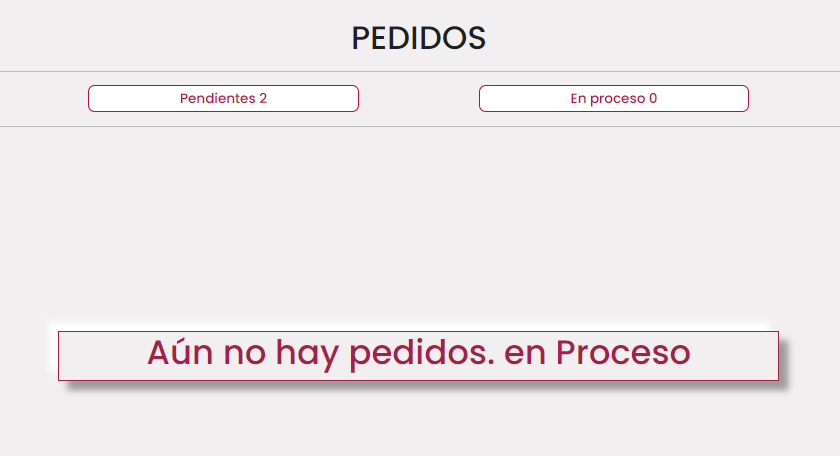 PEDIDOS
Pendientes 2
En proceso 0
Aún no hay pedidos. en Proceso